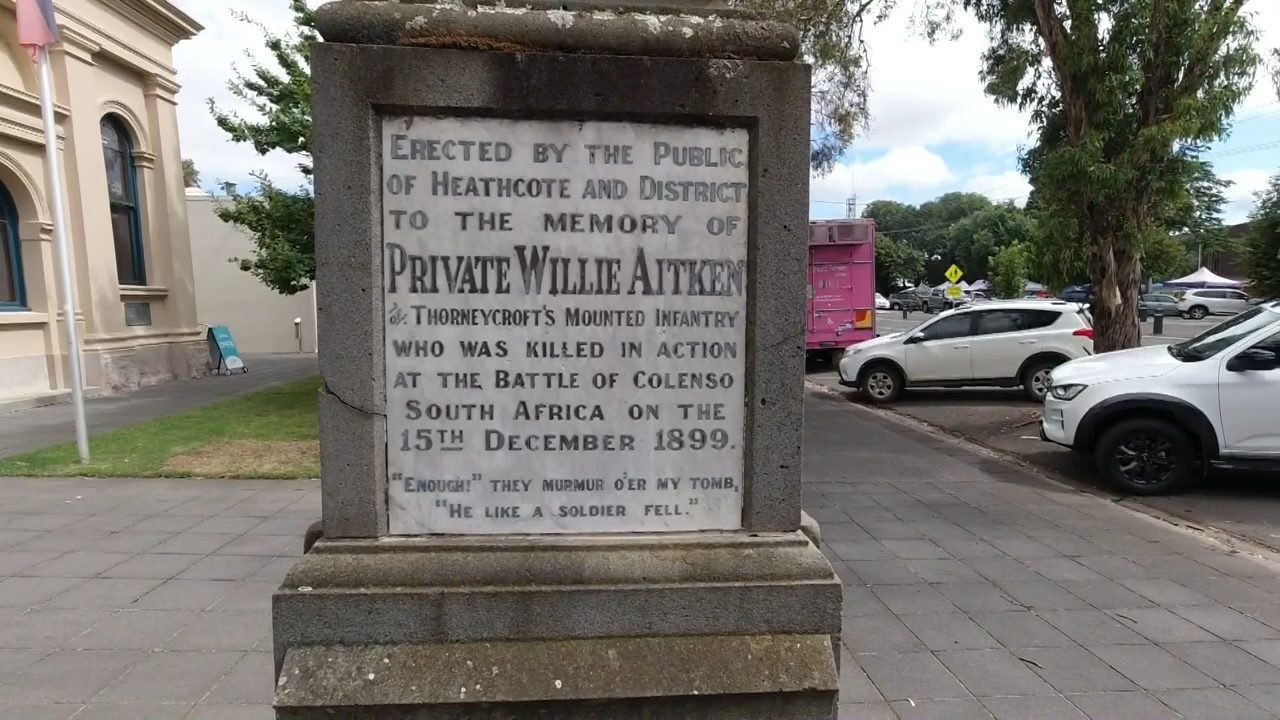 Erected by the Public
of Heathcote and District
to the memory of
Private Willie Aitken
of Thorneycroft's Mounted Infantry
who was killed in action
at the Battle of Colenso
South Africa on the
15th December 1899.
"Enough!" they murmur o'er my tomb,
"He like a soldier fell."